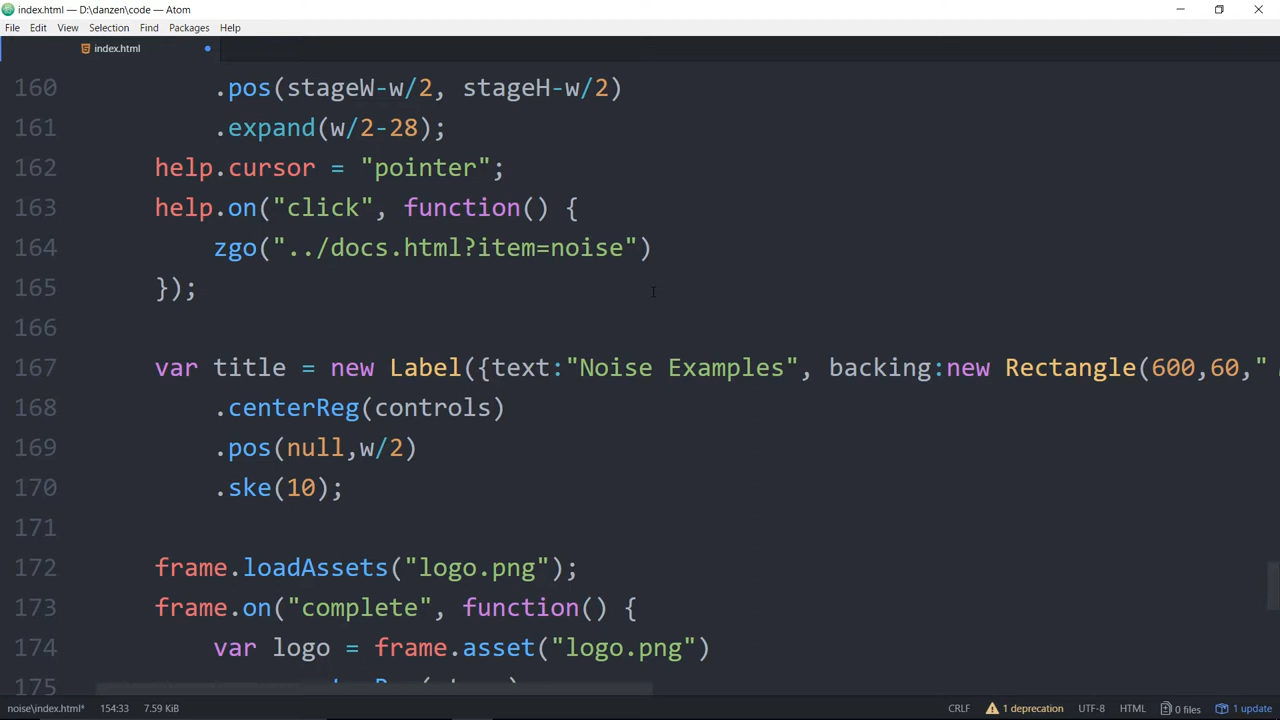 index.html — D:\danzen\code — Atom
File Edit View Selection Find Packages Help
index.html
160 .pos(stageW-w/2, stageH-w/2)
161 .expand(w/2-28);
162 help.cursor = "pointer";
163 help.on("click", function() {
164 zgo("../docs.html?item=noise")
165 });
166
167 var title = new Label({text:"Noise Examples", backing:new Rectangle(600,60,"
168 .centerReg(controls)
169 .pos(null,w/2)
170 .ske(10);
171
172 frame.loadAssets("logo.png");
173 frame.on("complete", function() {
174 var logo = frame.asset("logo.png")
175
noise\index.html* 154:33 7.59 KiB CRLF 1 deprecation UTF-8 HTML 0 files 1 update